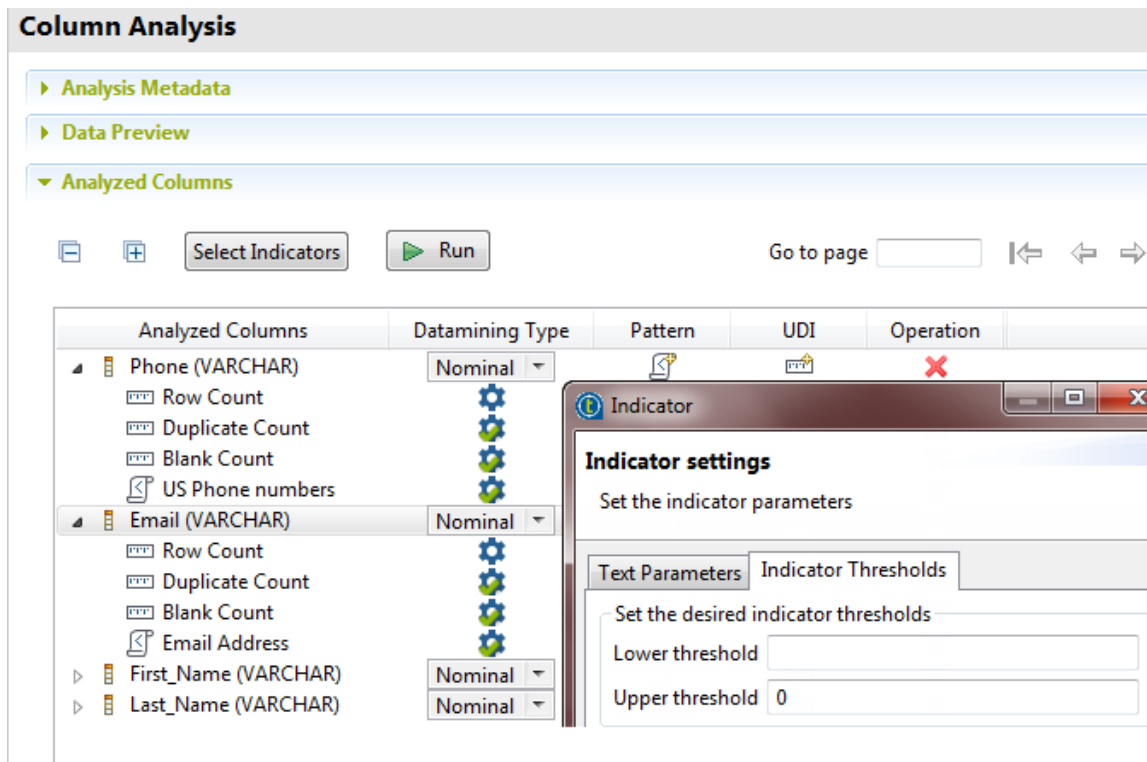 Column Analysis
Analysis Metadata
Data Preview
Analyzed Columns
Select Indicators Run Go to page
Analyzed Columns Datamining Type Pattern UDI Operation
Phone (VARCHAR) Nominal
Row Count
Duplicate Count
Blank Count
US Phone numbers
Email (VARCHAR) Nominal
Row Count
Duplicate Count
Blank Count
Email Address
First_Name (VARCHAR) Nominal
Last_Name (VARCHAR) Nominal
Indicator
Indicator settings
Set the indicator parameters
Text Parameters Indicator Thresholds
Set the desired indicator thresholds
Lower threshold
Upper threshold 0